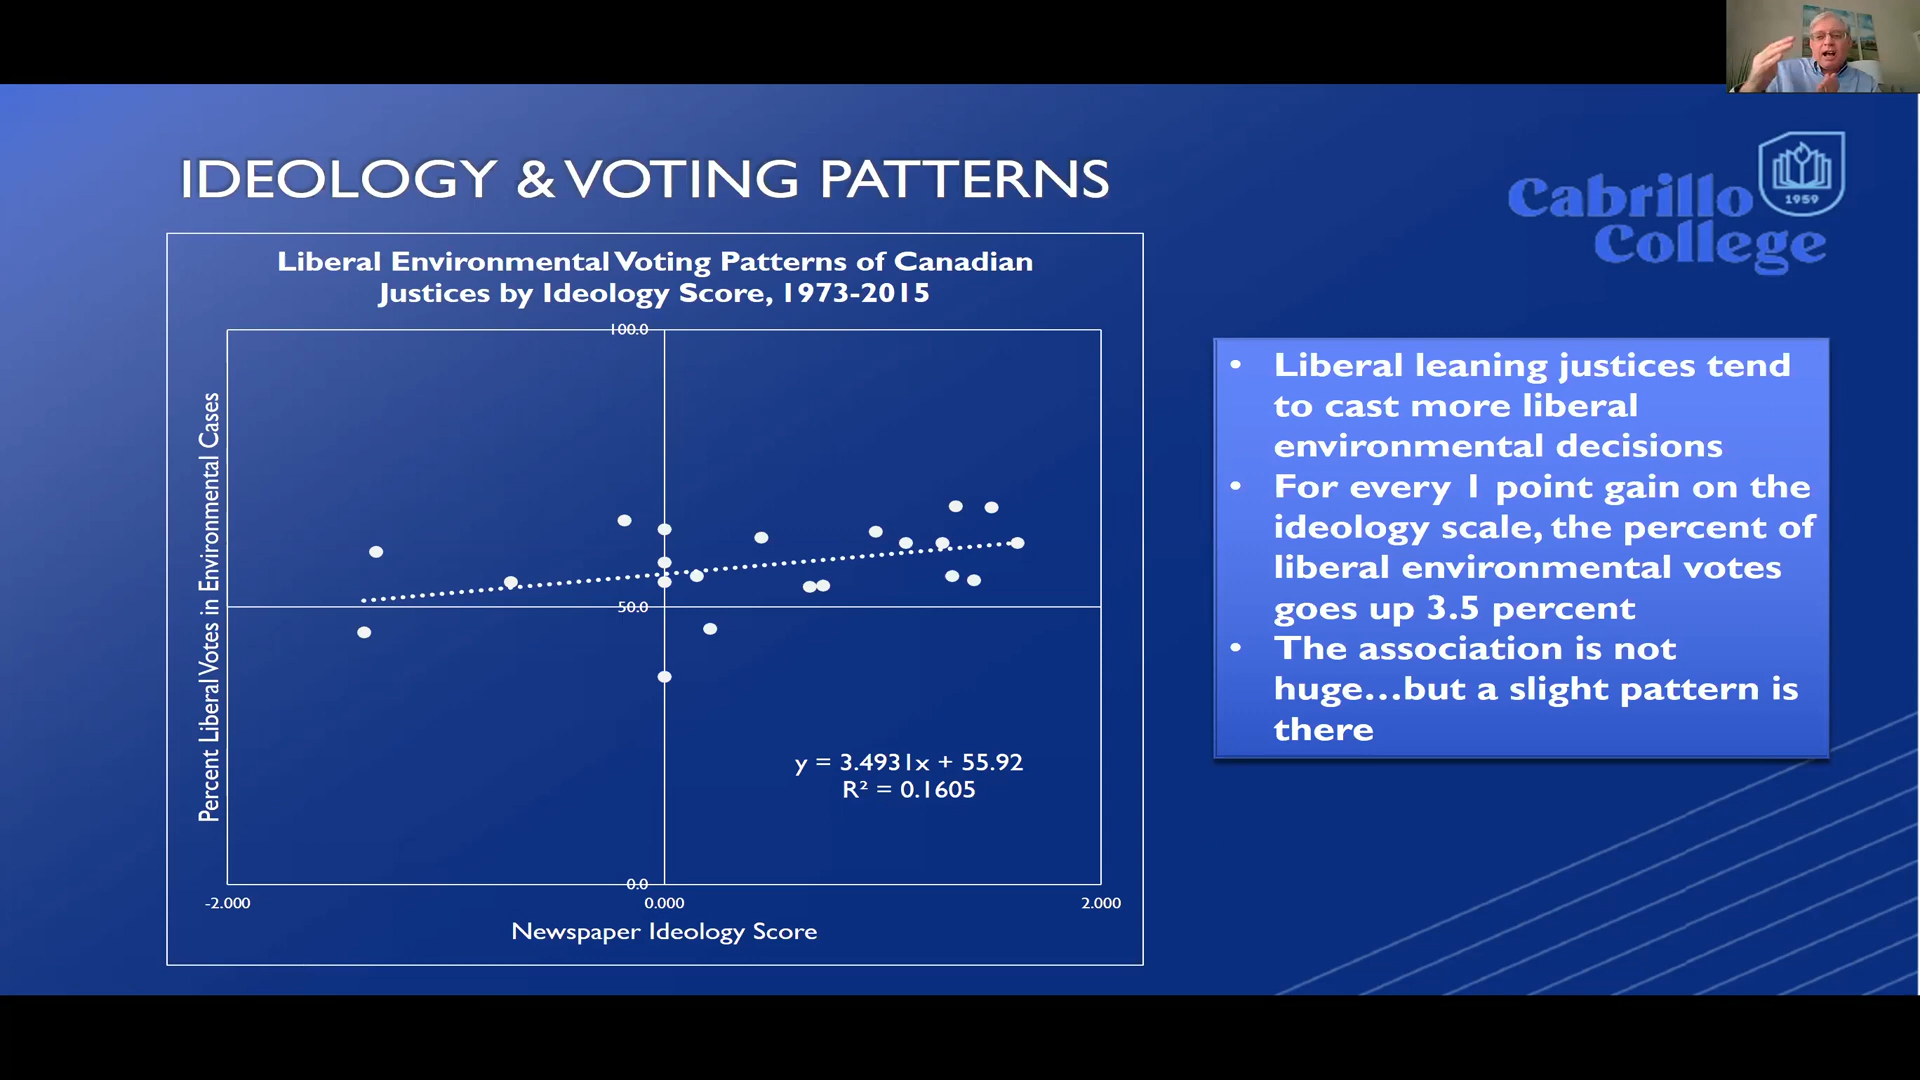 IDEOLOGY & VOTING PATTERNS
Cabrillo
College
1959
Liberal Environmental Voting Patterns of Canadian
Justices by Ideology Score, 1973-2015
Percent Liberal Votes in Environmental Cases
100.0
50.0
0.0
y = 3.4931x + 55.92
R² = 0.1605
-2.000
0.000
2.000
Newspaper Ideology Score
• Liberal leaning justices tend
to cast more liberal
environmental decisions
• For every 1 point gain on the
ideology scale, the percent of
liberal environmental votes
goes up 3.5 percent
• The association is not
huge...but a slight pattern is
there